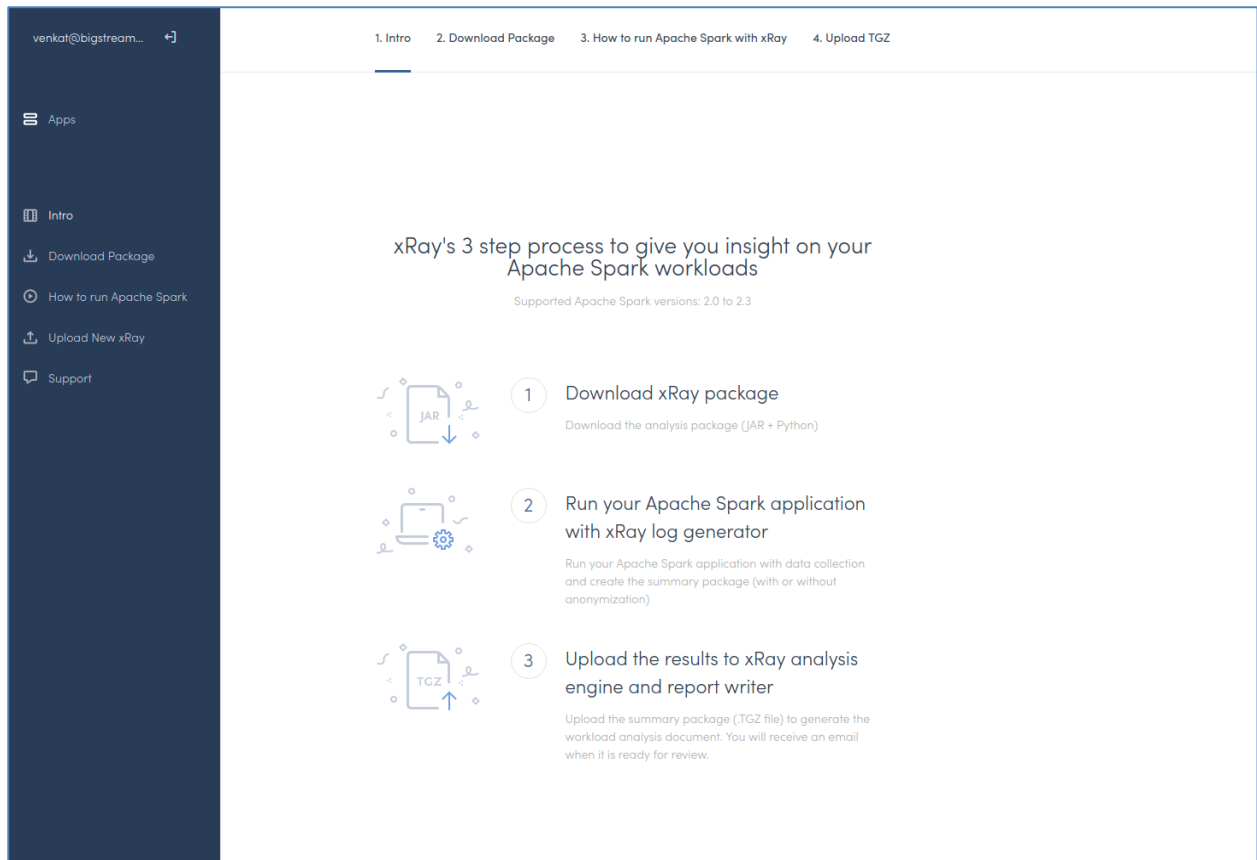 venkat@bigstream...
Apps
Intro
Download Package
How to run Apache Spark
Upload New xRay
Support
1. Intro 2. Download Package 3. How to run Apache Spark with xRay 4. Upload TGZ
xRay's 3 step process to give you insight on your
Apache Spark workloads
Supported Apache Spark versions: 2.0 to 2.3
JAR
1
Download xRay package
Download the analysis package (JAR + Python)
2
Run your Apache Spark application
with xRay log generator
Run your Apache Spark application with data collection
and create the summary package (with or without
anonymization)
TGZ
3
Upload the results to xRay analysis
engine and report writer
Upload the summary package (.TGZ file) to generate the
workload analysis document. You will receive an email
when it is ready for review.